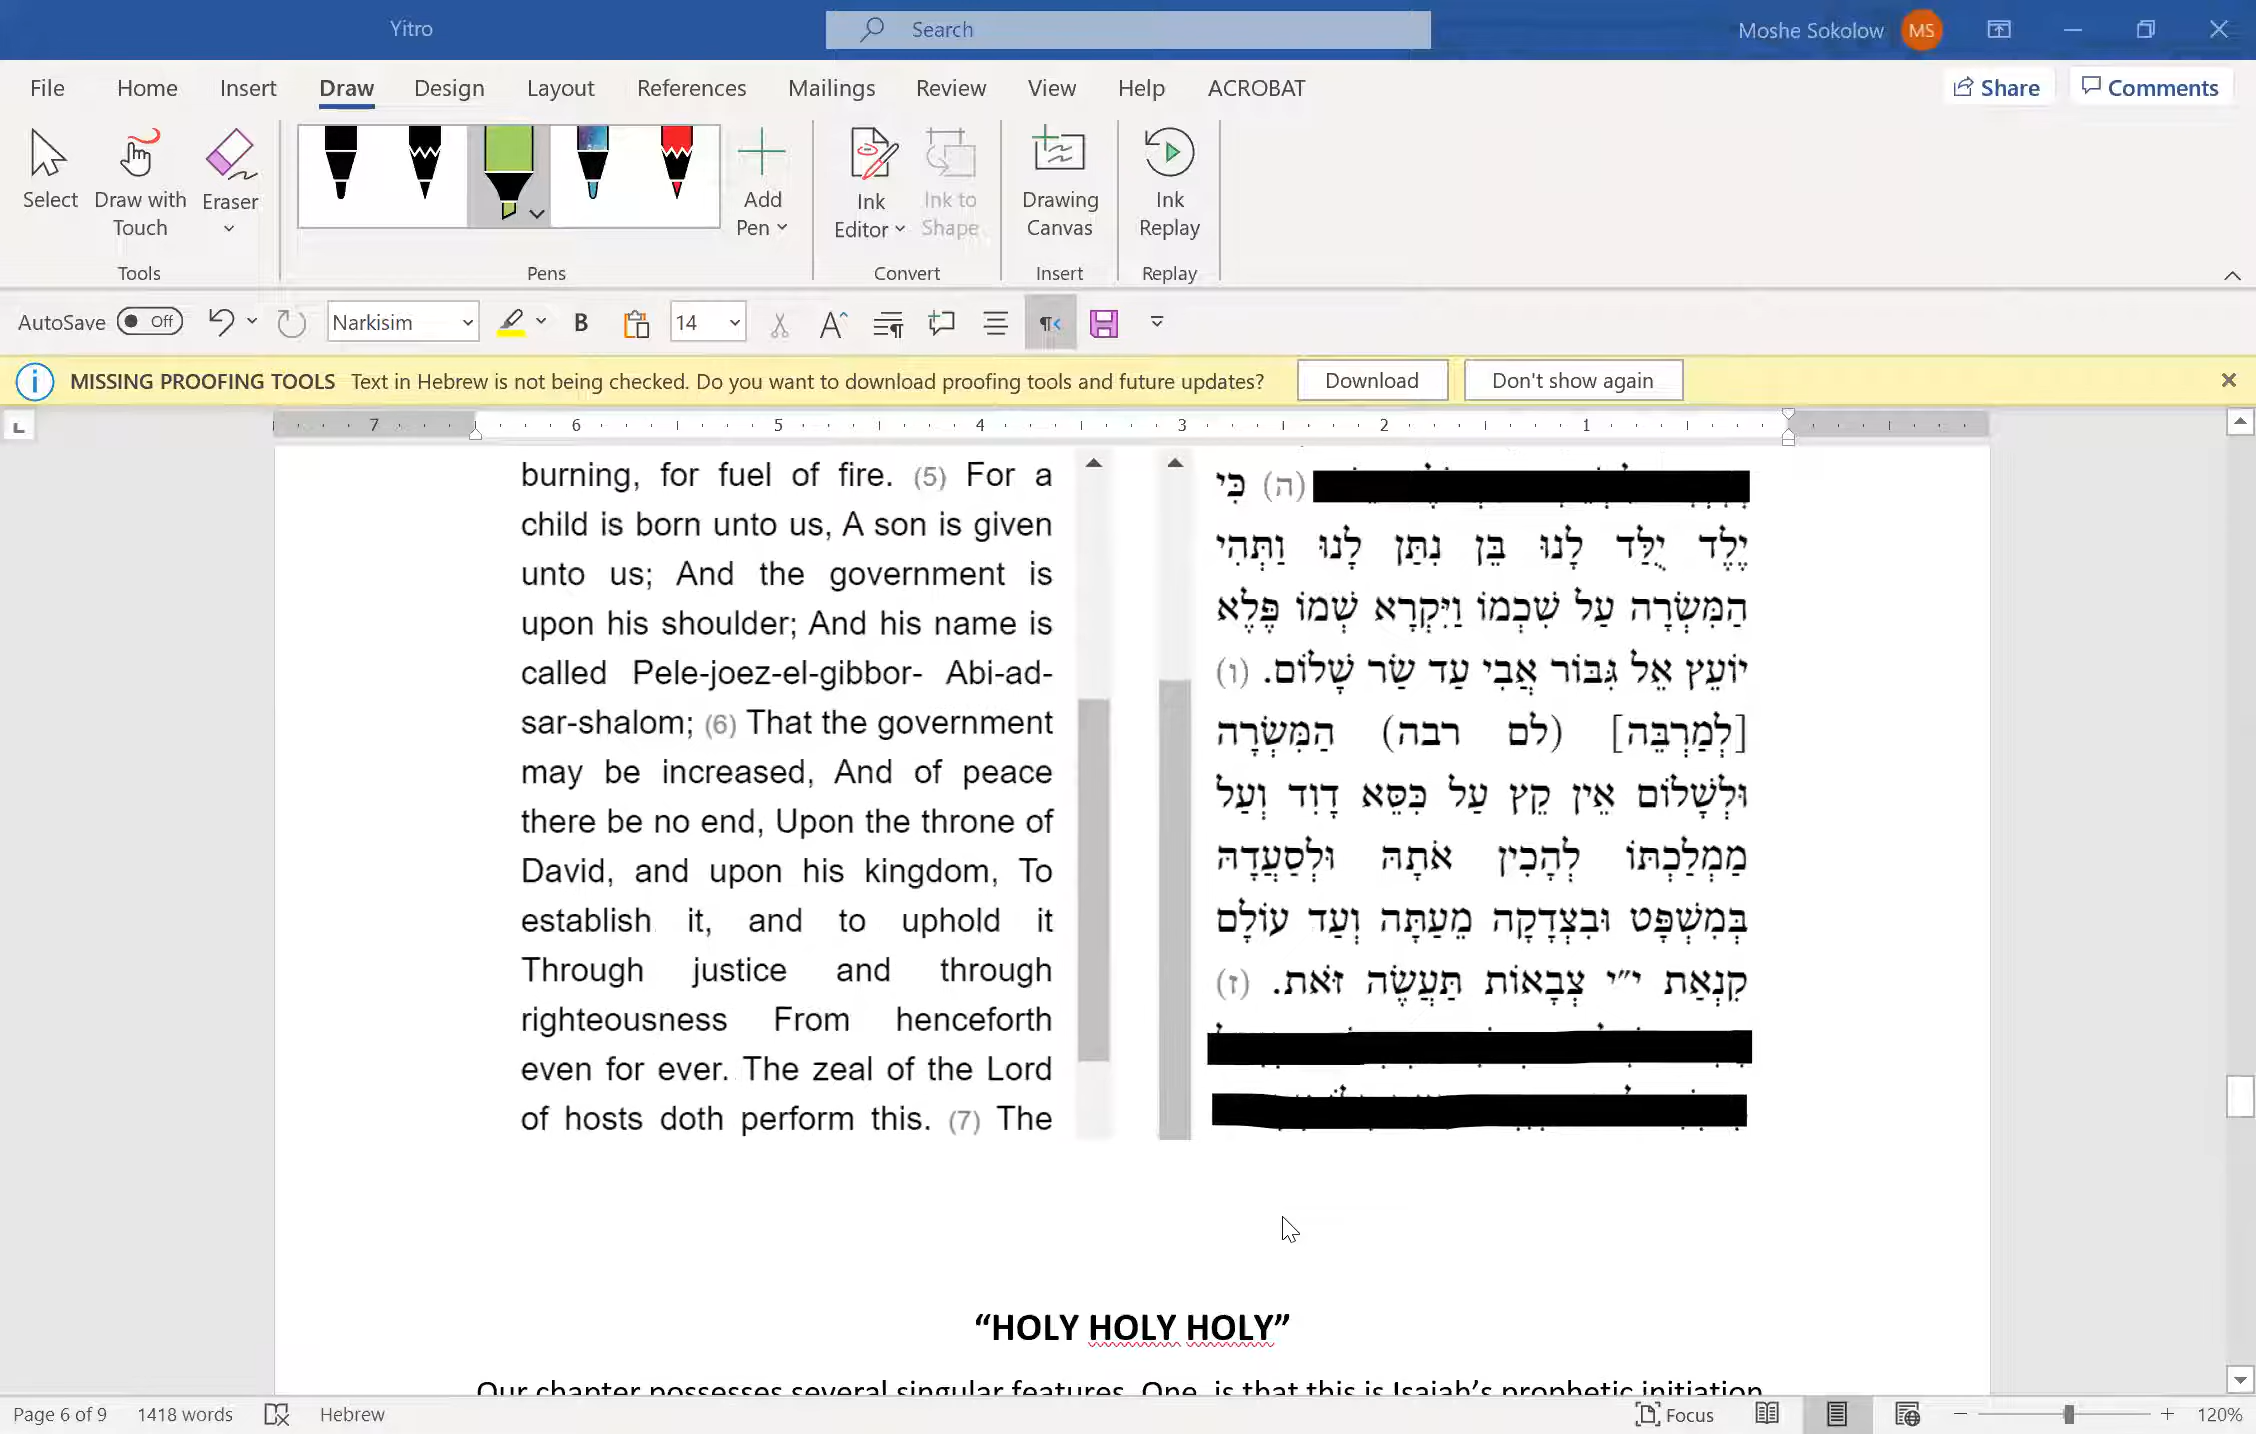 Yitro
Search
Moshe Sokolow MS
File Home Insert Draw Design Layout References Mailings Review View Help ACROBAT
Share Comments
Select Draw with Touch Eraser
Add Pen
Ink Editor
Ink to Shape
Drawing Canvas
Ink Replay
Tools Pens Convert Insert Replay
AutoSave Off Narkisim B 14
MISSING PROOFING TOOLS Text in Hebrew is not being checked. Do you want to download proofing tools and future updates? Download Don't show again
7 6 5 4 3 2 1
burning, for fuel of fire. (5) For a
child is born unto us, A son is given
unto us; And the government is
upon his shoulder; And his name is
called Pele-joez-el-gibbor- Abi-ad-
sar-shalom; (6) That the government
may be increased, And of peace
there be no end, Upon the throne of
David, and upon his kingdom, To
establish it, and to uphold it
Through justice and through
righteousness From henceforth
even for ever. The zeal of the Lord
of hosts doth perform this. (7) The
(ה) כִּי
יֶלֶד יֻלַּד לָנוּ בֵּן נִתַּן לָנוּ וַתְּהִי
הַמִּשְׂרָה עַל שִׁכְמוֹ וַיִּקְרָא שְׁמוֹ פֶּלֶא
יוֹעֵץ אֵל גִּבּוֹר אֲבִי עַד שַׂר שָׁלוֹם. (ו)
[לְמַרְבֵּה] (לם רבה) הַמִּשְׂרָה
וּלְשָׁלוֹם אֵין קֵץ עַל כִּסֵּא דָוִד וְעַל
מַמְלַכְתּוֹ לְהָכִין אֹתָהּ וּלְסַעֲדָהּ
בְּמִשְׁפָּט וּבִצְדָקָה מֵעַתָּה וְעַד עוֹלָם
קִנְאַת י״י צְבָאוֹת תַּעֲשֶׂה זֹּאת. (ז)
“HOLY HOLY HOLY”
Our chapter possesses several singular features. One, is that this is Isaiah’s prophetic initiation
Page 6 of 9 1418 words Hebrew Focus 120%